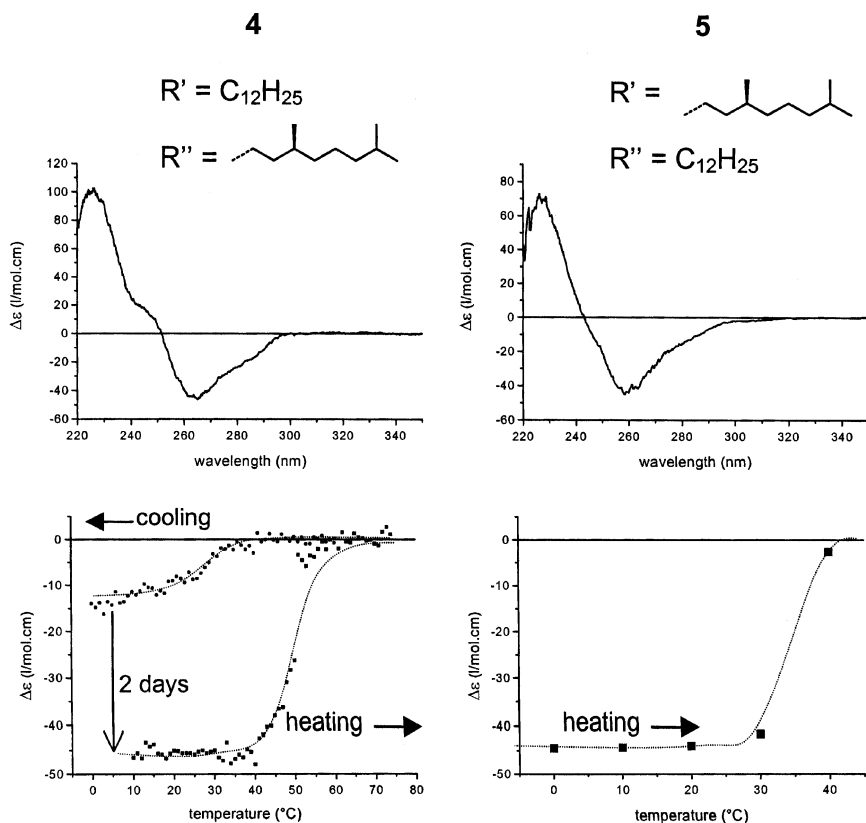 4
R' = C₁₂H₂₅
R'' =
120
100
80
60
40
20
0
-20
-40
-60
Δε (l/mol.cm)
220 240 260 280 300 320 340
wavelength (nm)
5
R' =
R'' = C₁₂H₂₅
80
60
40
20
0
-20
-40
-60
Δε (l/mol.cm)
220 240 260 280 300 320 340
wavelength (nm)
cooling
5
0
-10
-20
-30
-40
-50
Δε (l/mol.cm)
2 days
heating
0 10 20 30 40 50 60 70 80
temperature (°C)
0
-10
-20
-30
-40
-50
Δε (l/mol.cm)
heating
0 10 20 30 40
temperature (°C)